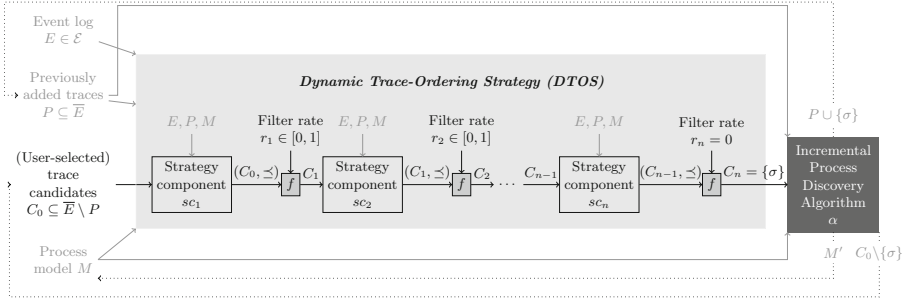 Event log
E ∈ ℰ
Dynamic Trace-Ordering Strategy (DTOS)
Previously
added traces
P ⊆ E̅
P ∪ {σ}
E, P, M
Filter rate
r₁ ∈ [0, 1]
E, P, M
Filter rate
r₂ ∈ [0, 1]
E, P, M
Filter rate
rₙ = 0
(User-selected)
trace
candidates
C₀ ⊆ E̅ \ P
Strategy
component
sc₁
(C₀, ⪯)
f
C₁
Strategy
component
sc₂
(C₁, ⪯)
f
C₂
···
Cₙ₋₁
Strategy
component
scₙ
(Cₙ₋₁, ⪯)
f
Cₙ = {σ}
Incremental
Process
Discovery
Algorithm
α
Process
model M
M′
C₀\{σ}